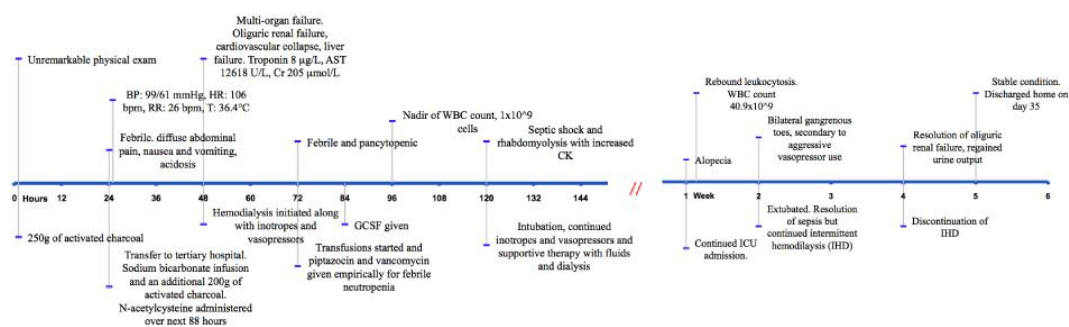 Multi-organ failure.
Oliguric renal failure,
cardiovascular collapse, liver
failure. Troponin 8 µg/L, AST
12618 U/L, Cr 205 µmol/L
Unremarkable physical exam
BP: 99/61 mmHg, HR: 106
bpm, RR: 26 bpm, T: 36.4°C
Febrile. diffuse abdominal
pain, nausea and vomiting,
acidosis
Febrile and pancytopenic
Nadir of WBC count, 1x10^9
cells
Septic shock and
rhabdomyolysis with increased
CK
Rebound leukocytosis.
WBC count
40.9x10^9
Alopecia
Bilateral gangrenous
toes, secondary to
aggressive
vasopressor use
Resolution of oliguric
renal failure, regained
urine output
Stable condition.
Discharged home on
day 35
0 Hours 12 24 36 48 60 72 84 96 108 120 132 144
//
1 Week 2 3 4 5 6
250g of activated charcoal
Transfer to tertiary hospital.
Sodium bicarbonate infusion
and an additional 200g of
activated charcoal.
N-acetylcysteine administered
over next 88 hours
Hemodialysis initiated along
with inotropes and
vasopressors
Transfusions started and
piptazocin and vancomycin
given empirically for febrile
neutropenia
GCSF given
Intubation, continued
inotropes and vasopressors and
supportive therapy with fluids
and dialysis
Continued ICU
admission.
Extubated. Resolution
of sepsis but
continued intermittent
hemodilaysis (IHD)
Discontinuation of
IHD